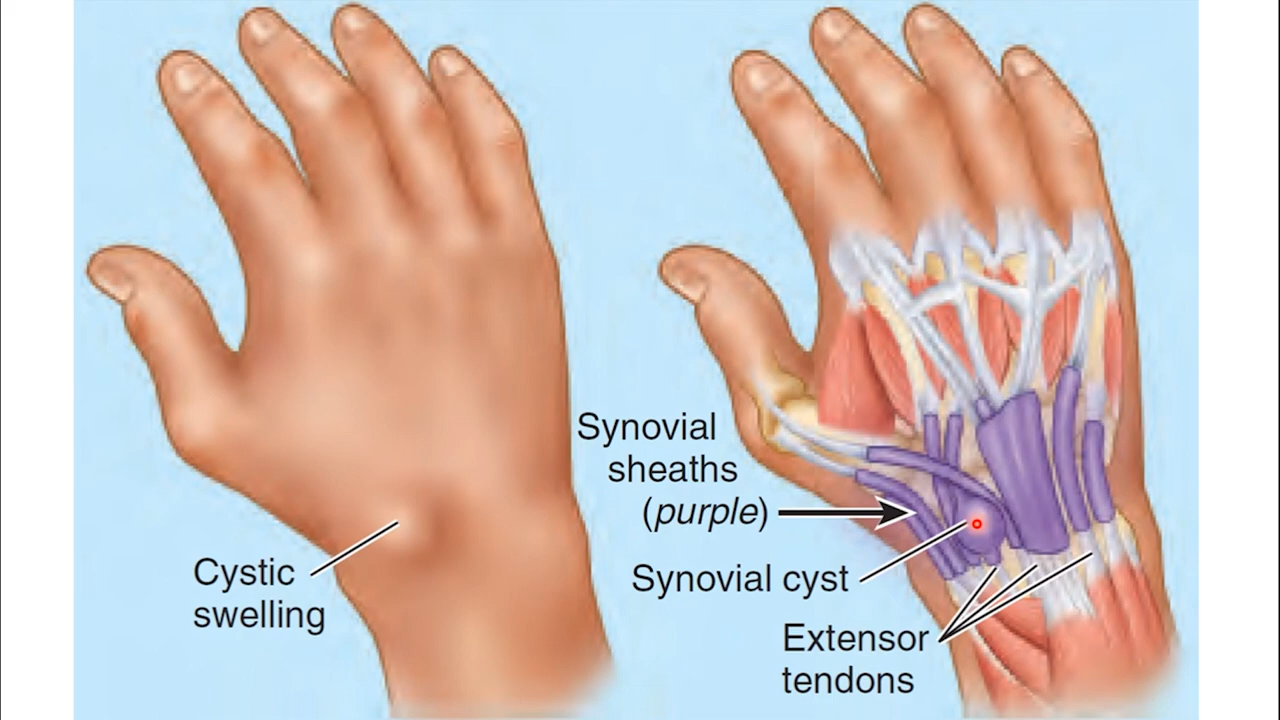 Cystic
swelling
Synovial
sheaths
(purple)
Synovial cyst
Extensor
tendons